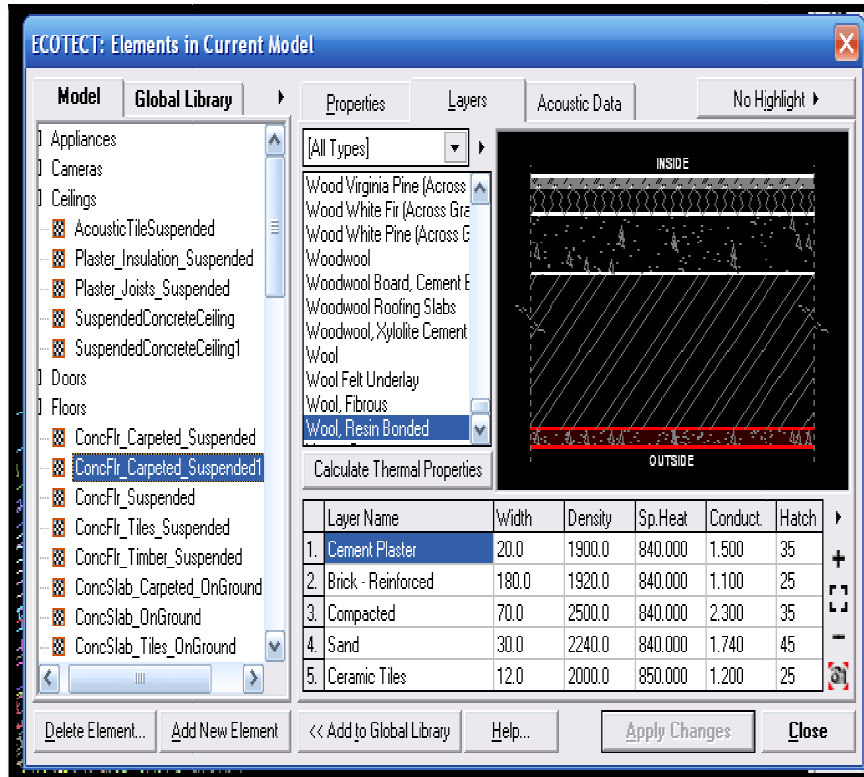 ECOTECT: Elements in Current Model
Model
Global Library
Appliances
Cameras
Ceilings
AcousticTileSuspended
Plaster_Insulation_Suspended
Plaster_Joists_Suspended
SuspendedConcreteCeiling
SuspendedConcreteCeiling1
Doors
Floors
ConcFlr_Carpeted_Suspended
ConcFlr_Carpeted_Suspended1
ConcFlr_Suspended
ConcFlr_Tiles_Suspended
ConcFlr_Timber_Suspended
ConcSlab_Carpeted_OnGround
ConcSlab_OnGround
ConcSlab_Tiles_OnGround
Properties
Layers
Acoustic Data
No Highlight
[All Types]
Wood Virginia Pine (Across
Wood White Fir (Across Gra
Wood White Pine (Across G
Woodwool
Woodwool Board, Cement
Woodwool Roofing Slabs
Woodwool, Xylolite Cement
Wool
Wool Felt Underlay
Wool, Fibrous
Wool, Resin Bonded
Calculate Thermal Properties
INSIDE
OUTSIDE
Layer Name Width Density Sp.Heat Conduct. Hatch
1. Cement Plaster 20.0 1900.0 840.000 1.500 35
2. Brick - Reinforced 180.0 1920.0 840.000 1.100 25
3. Compacted 70.0 2500.0 840.000 2.300 35
4. Sand 30.0 2240.0 840.000 1.740 45
5. Ceramic Tiles 12.0 2000.0 850.000 1.200 25
Delete Element...
Add New Element
<< Add to Global Library
Help...
Apply Changes
Close